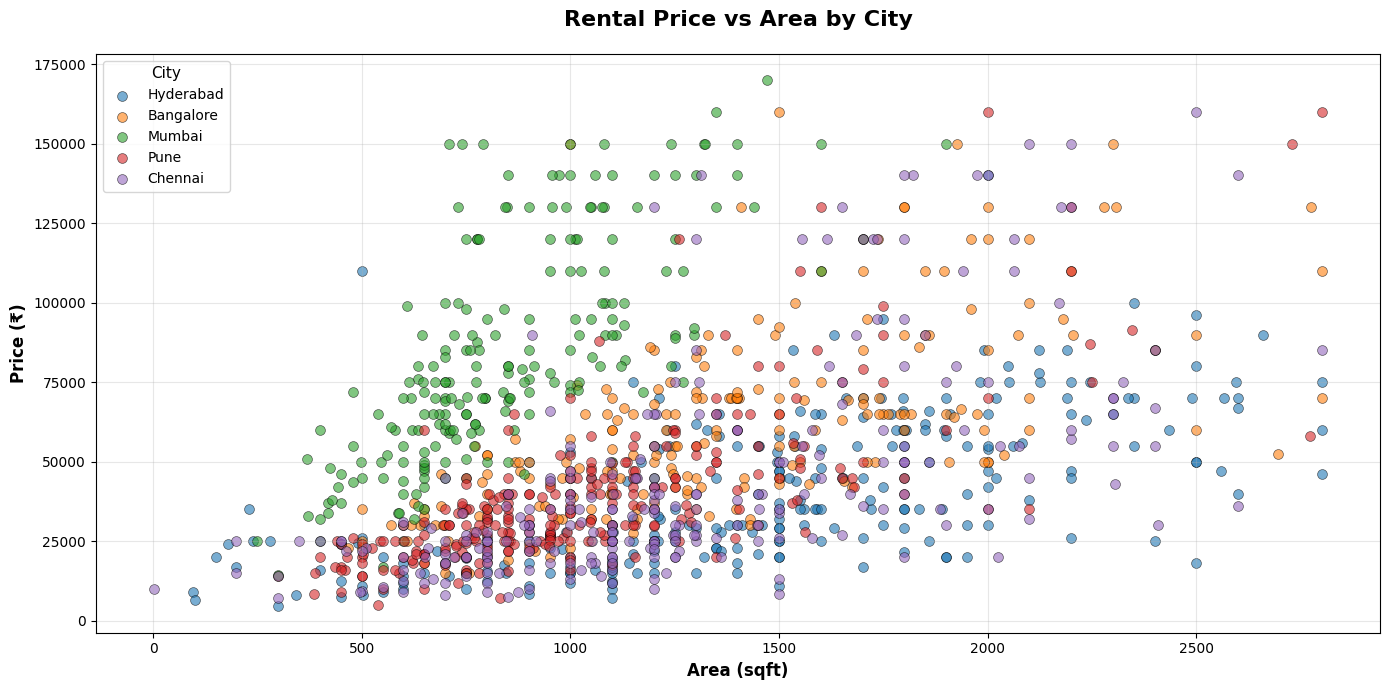 Rental Price vs Area by City
175000
150000
125000
100000
75000
50000
25000
0
Price (₹)
City
Hyderabad
Bangalore
Mumbai
Pune
Chennai
0 500 1000 1500 2000 2500
Area (sqft)